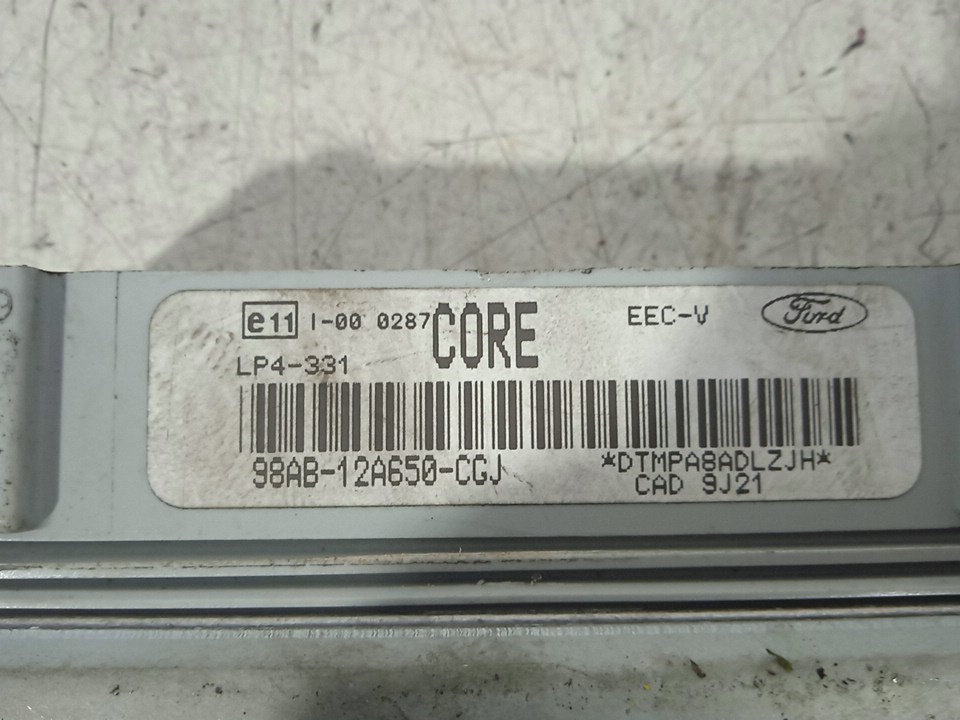 e11 I-00 0287 CORE EEC-V Ford
LP4-331
98AB-12A650-CGJ *DTMPA8ADLZJH*
CAD 9J21